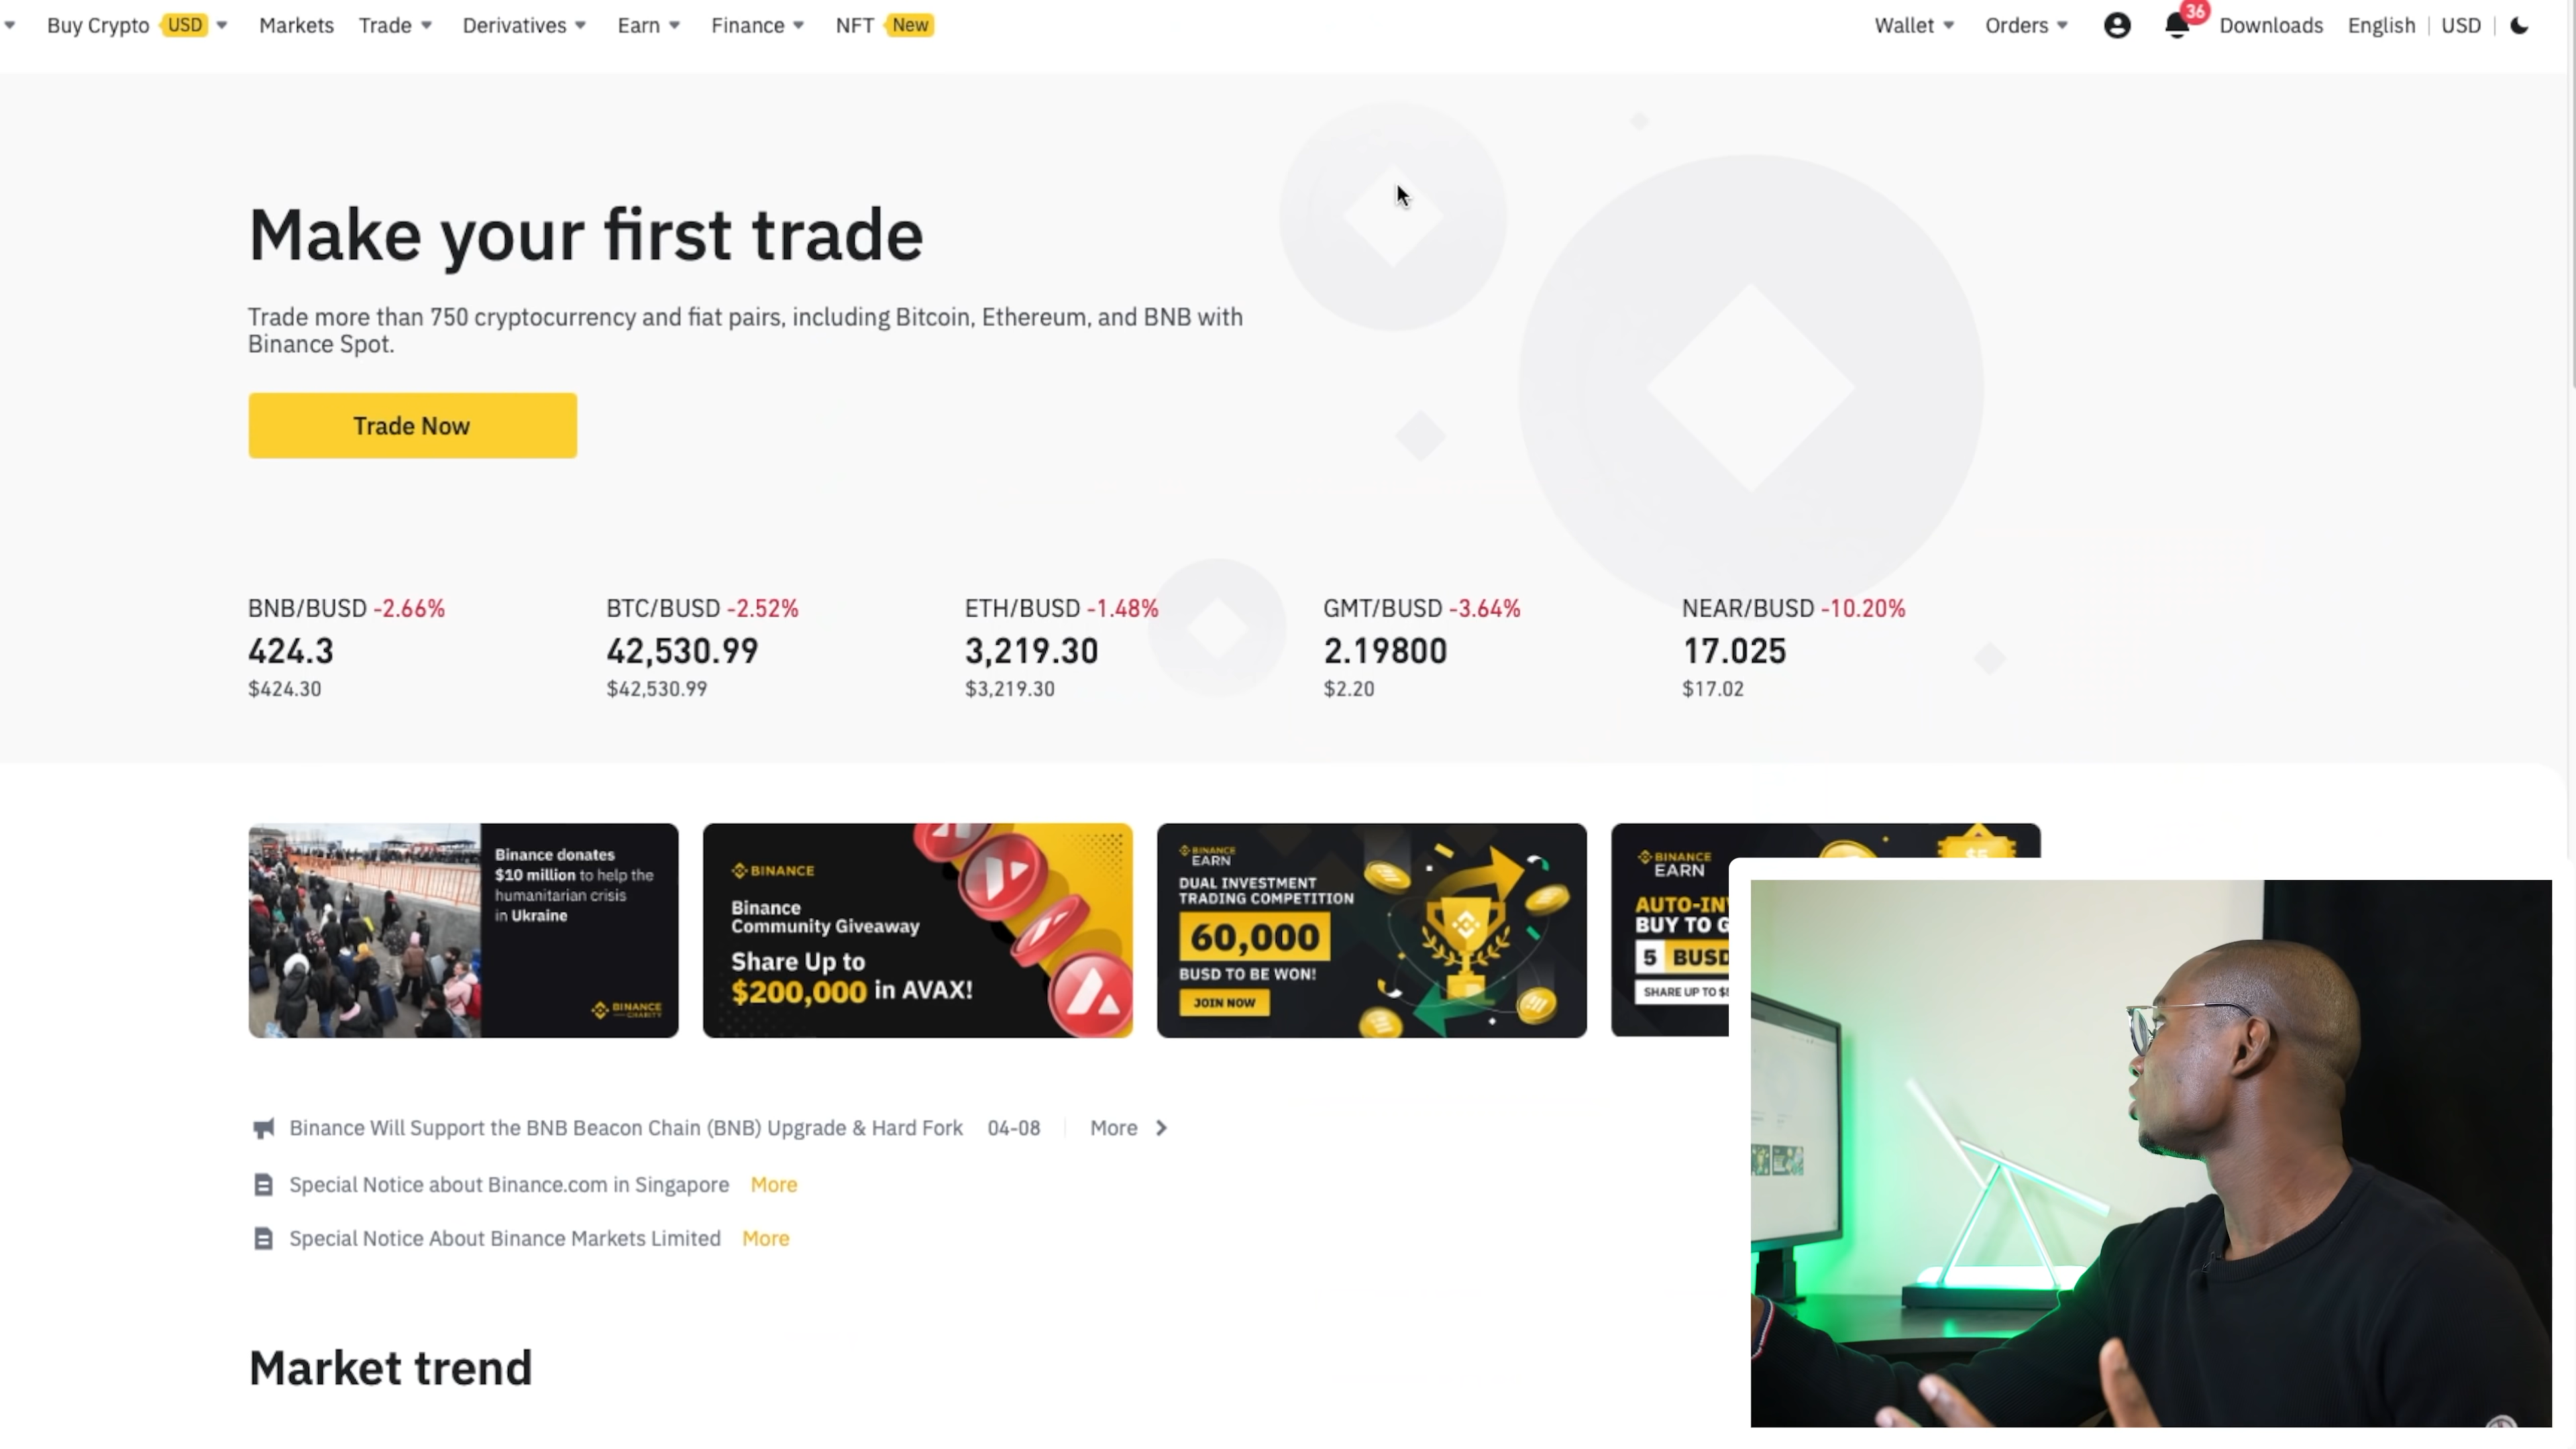 Buy Crypto USD Markets Trade Derivatives Earn Finance NFT New Wallet Orders 36 Downloads English | USD
Make your first trade
Trade more than 750 cryptocurrency and fiat pairs, including Bitcoin, Ethereum, and BNB with
Binance Spot.
Trade Now
BNB/BUSD -2.66%
424.3
$424.30
BTC/BUSD -2.52%
42,530.99
$42,530.99
ETH/BUSD -1.48%
3,219.30
$3,219.30
GMT/BUSD -3.64%
2.19800
$2.20
NEAR/BUSD -10.20%
17.025
$17.02
Binance donates
$10 million to help the
humanitarian crisis
in Ukraine
BINANCE
CHARITY
BINANCE
Binance
Community Giveaway
Share Up to
$200,000 in AVAX!
BINANCE
EARN
DUAL INVESTMENT
TRADING COMPETITION
60,000
BUSD TO BE WON!
JOIN NOW
BINANCE
EARN
$5
BUY TO
5 BUSD
SHARE UP TO
Binance Will Support the BNB Beacon Chain (BNB) Upgrade & Hard Fork 04-08 More
Special Notice about Binance.com in Singapore More
Special Notice About Binance Markets Limited More
Market trend